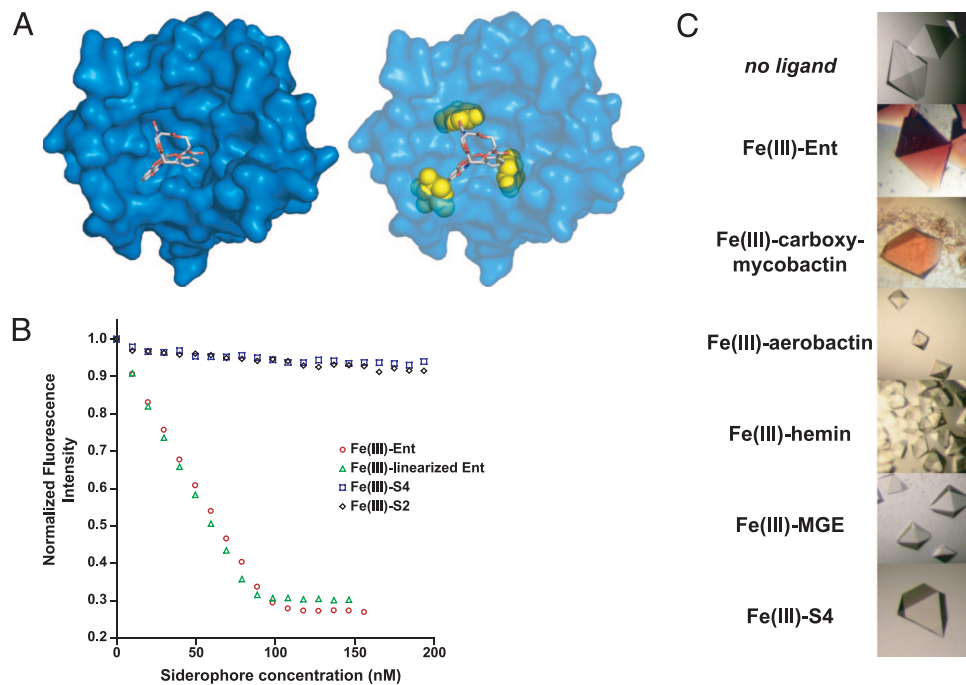 A
B
Normalized Fluorescence
Intensity
1.0
0.9
0.8
0.7
0.6
0.5
0.4
0.3
0.2
0
50
100
150
200
Siderophore concentration (nM)
Fe(III)-Ent
Fe(III)-linearized Ent
Fe(III)-S4
Fe(III)-S2
C
no ligand
Fe(III)-Ent
Fe(III)-carboxy-
mycobactin
Fe(III)-aerobactin
Fe(III)-hemin
Fe(III)-MGE
Fe(III)-S4